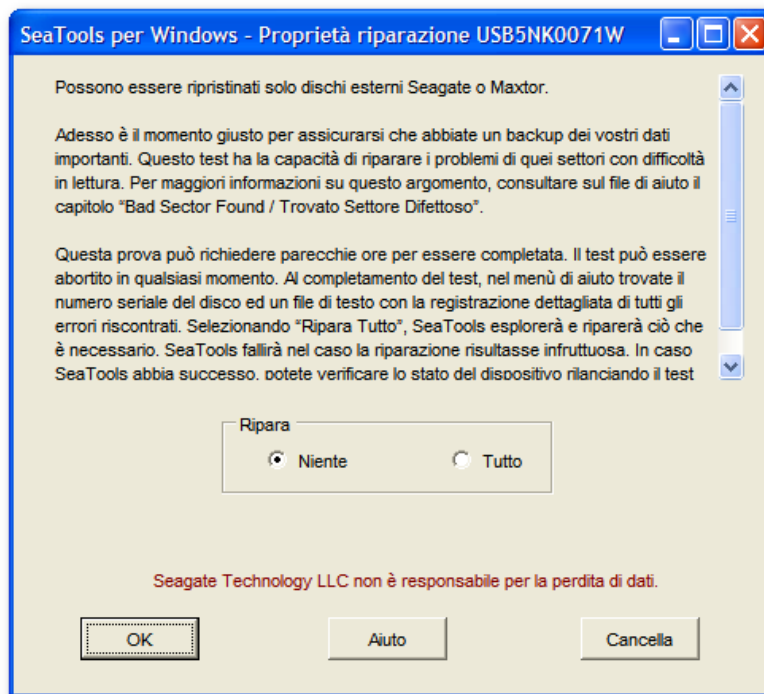 SeaTools per Windows - Proprietà riparazione USB5NK0071W
Possono essere ripristinati solo dischi esterni Seagate o Maxtor.
Adesso è il momento giusto per assicurarsi che abbiate un backup dei vostri dati
importanti. Questo test ha la capacità di riparare i problemi di quei settori con difficoltà
in lettura. Per maggiori informazioni su questo argomento, consultare sul file di aiuto il
capitolo “Bad Sector Found / Trovato Settore Difettoso”.
Questa prova può richiedere parecchie ore per essere completata. Il test può essere
abortito in qualsiasi momento. Al completamento del test, nel menù di aiuto trovate il
numero seriale del disco ed un file di testo con la registrazione dettagliata di tutti gli
errori riscontrati. Selezionando “Ripara Tutto”, SeaTools esplorerà e riparerà ciò che
è necessario. SeaTools fallirà nel caso la riparazione risultasse infruttuosa. In caso
SeaTools abbia successo, potete verificare lo stato del dispositivo rilanciando il test
Ripara
Niente Tutto
Seagate Technology LLC non è responsabile per la perdita di dati.
OK Aiuto Cancella